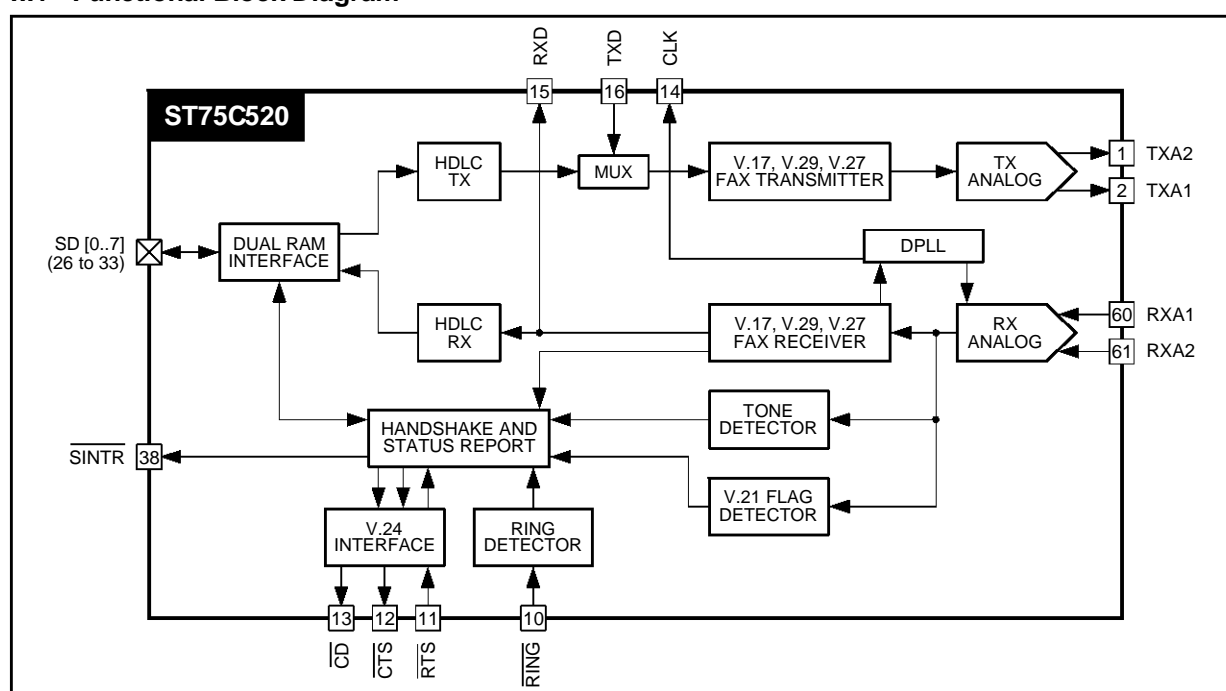 RXD
TXD
CLK
15
16
14
ST75C520
HDLC
TX
MUX
V.17, V.29, V.27
FAX TRANSMITTER
TX
ANALOG
1
TXA2
2
TXA1
SD [0..7]
(26 to 33)
DUAL RAM
INTERFACE
DPLL
HDLC
RX
V.17, V.29, V.27
FAX RECEIVER
RX
ANALOG
60
RXA1
61
RXA2
HANDSHAKE AND
STATUS REPORT
TONE
DETECTOR
SINTR
38
V.21 FLAG
DETECTOR
V.24
INTERFACE
RING
DETECTOR
13
12
11
10
CD
CTS
RTS
RING